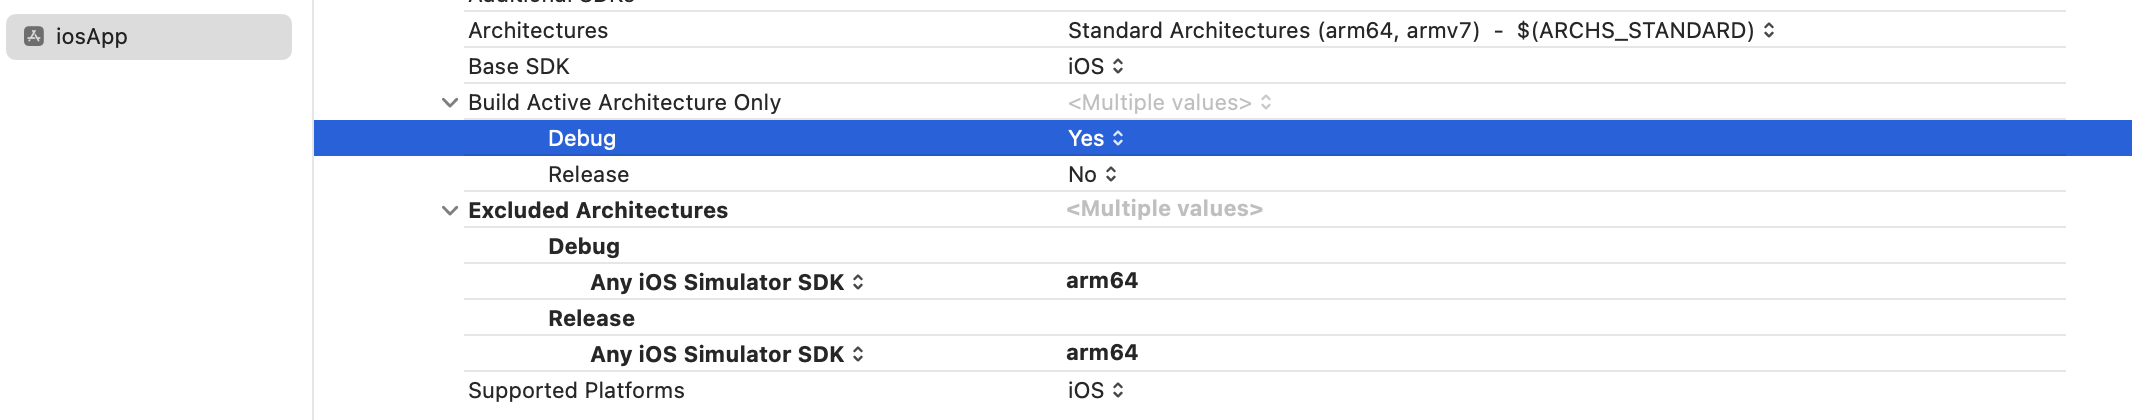 iosApp
Additional SDKs
Architectures Standard Architectures (arm64, armv7) - $(ARCHS_STANDARD)
Base SDK iOS
Build Active Architecture Only <Multiple values>
Debug Yes
Release No
Excluded Architectures <Multiple values>
Debug
Any iOS Simulator SDK arm64
Release
Any iOS Simulator SDK arm64
Supported Platforms iOS